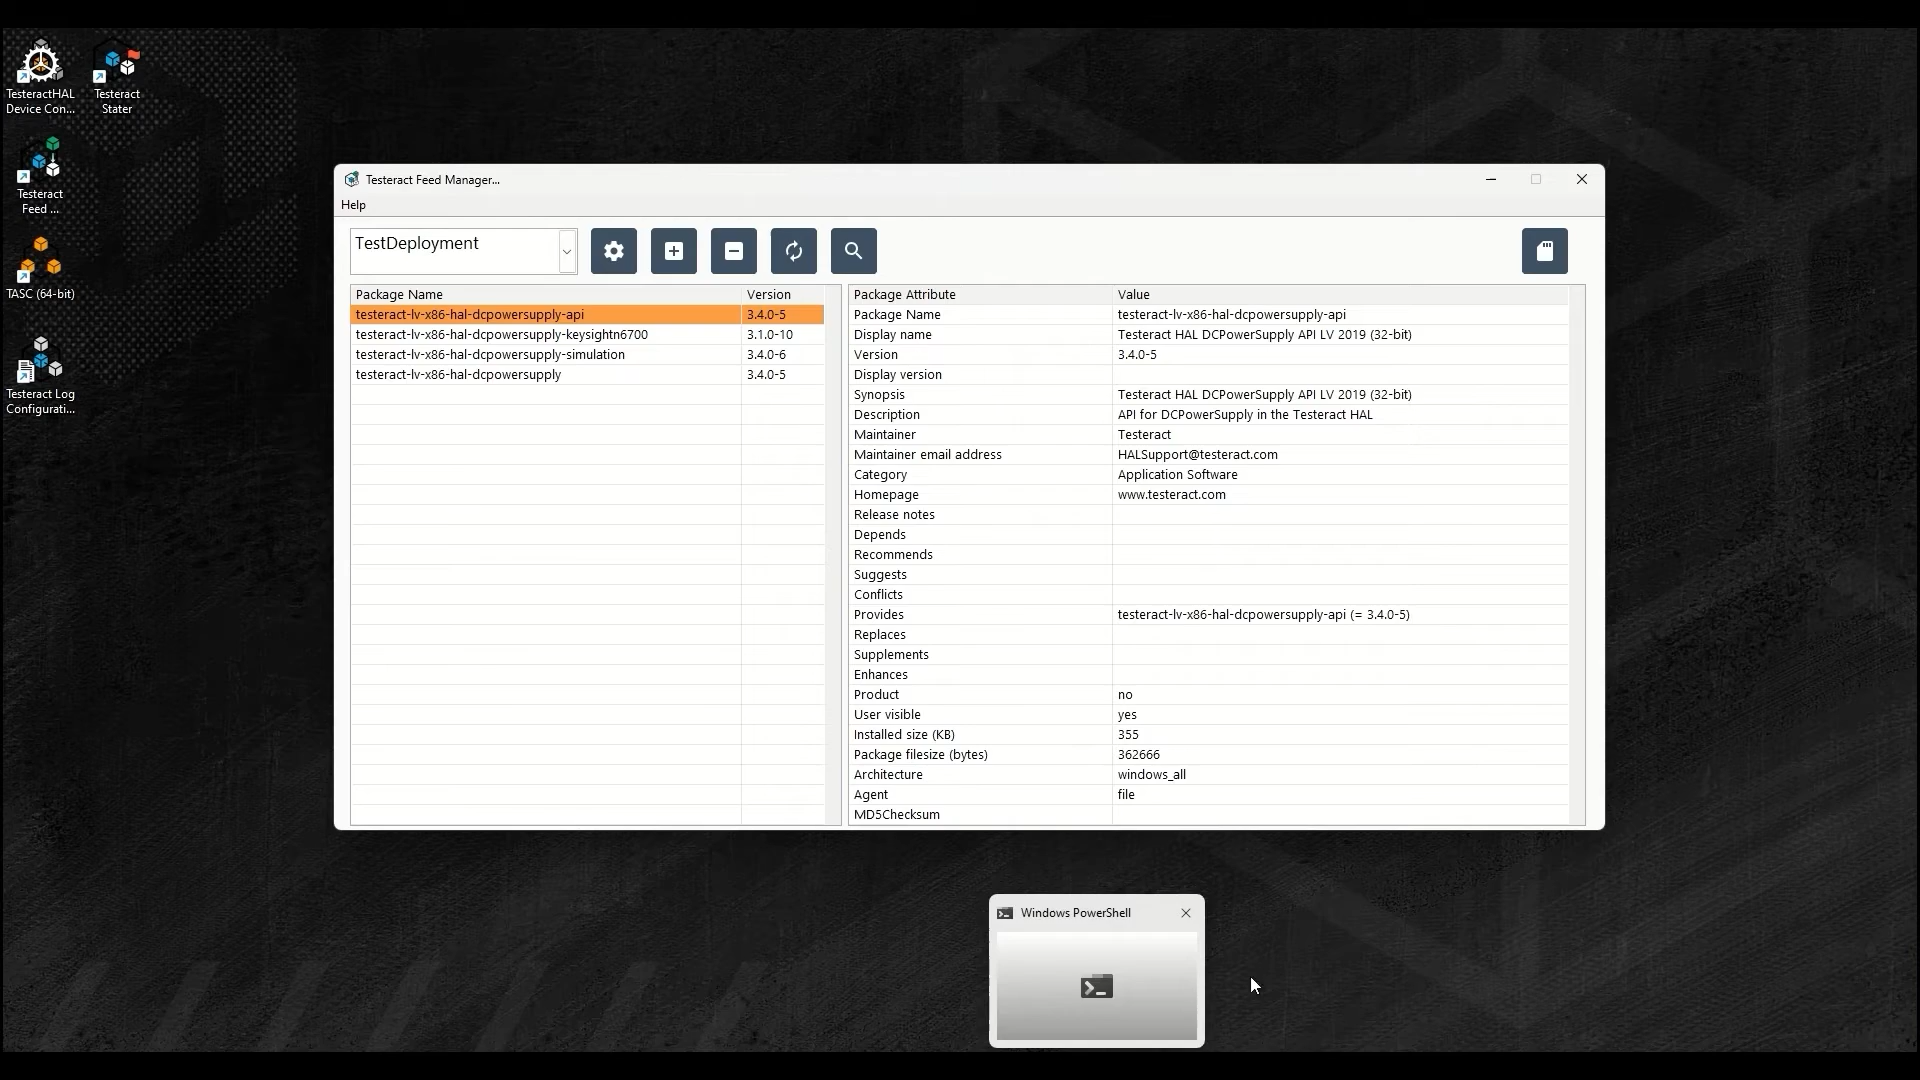 TesteractHAL
Device Con...
Testeract
Stater
Testeract
Feed ...
TASC (64-bit)
Testeract Log
Configurati...
Testeract Feed Manager...
Help
TestDeployment
Package Name Version
testeract-lv-x86-hal-dcpowersupply-api 3.4.0-5
testeract-lv-x86-hal-dcpowersupply-keysightn6700 3.1.0-10
testeract-lv-x86-hal-dcpowersupply-simulation 3.4.0-6
testeract-lv-x86-hal-dcpowersupply 3.4.0-5
Package Attribute Value
Package Name testeract-lv-x86-hal-dcpowersupply-api
Display name Testeract HAL DCPowerSupply API LV 2019 (32-bit)
Version 3.4.0-5
Display version
Synopsis Testeract HAL DCPowerSupply API LV 2019 (32-bit)
Description API for DCPowerSupply in the Testeract HAL
Maintainer Testeract
Maintainer email address HALSupport@testeract.com
Category Application Software
Homepage www.testeract.com
Release notes
Depends
Recommends
Suggests
Conflicts
Provides testeract-lv-x86-hal-dcpowersupply-api (= 3.4.0-5)
Replaces
Supplements
Enhances
Product no
User visible yes
Installed size (KB) 355
Package filesize (bytes) 362666
Architecture windows_all
Agent file
MD5Checksum
Windows PowerShell